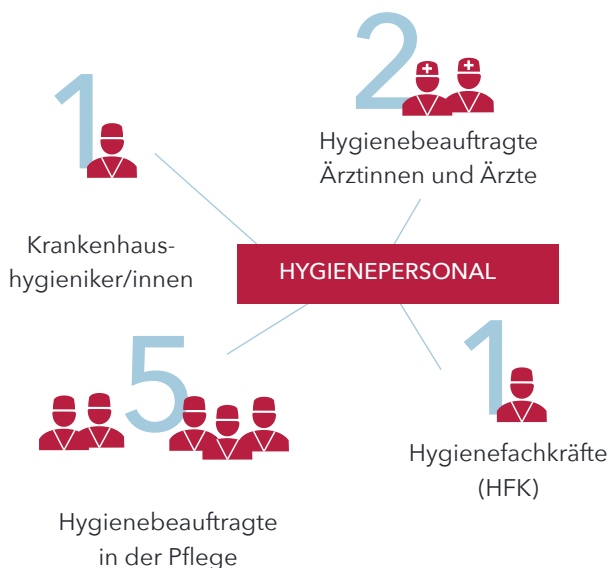 1
Krankenhaus-
hygieniker/innen
2
Hygienebeauftragte
Ärztinnen und Ärzte
HYGIENEPERSONAL
5
Hygienebeauftragte
in der Pflege
1
Hygienefachkräfte
(HFK)